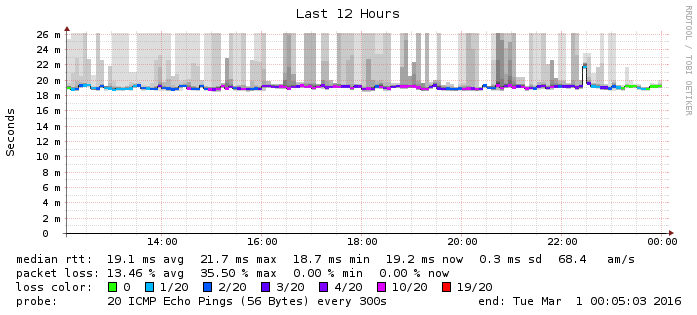 Last 12 Hours
RRDTOOL / TOBI OETIKER
Seconds
26 m
24 m
22 m
20 m
18 m
16 m
14 m
12 m
10 m
8 m
6 m
4 m
2 m
0
14:00 16:00 18:00 20:00 22:00 00:00
median rtt: 19.1 ms avg 21.7 ms max 18.7 ms min 19.2 ms now 0.3 ms sd 68.4 am/s
packet loss: 13.46 % avg 35.50 % max 0.00 % min 0.00 % now
loss color: 0 1/20 2/20 3/20 4/20 10/20 19/20
probe: 20 ICMP Echo Pings (56 Bytes) every 300s end: Tue Mar 1 00:05:03 2016